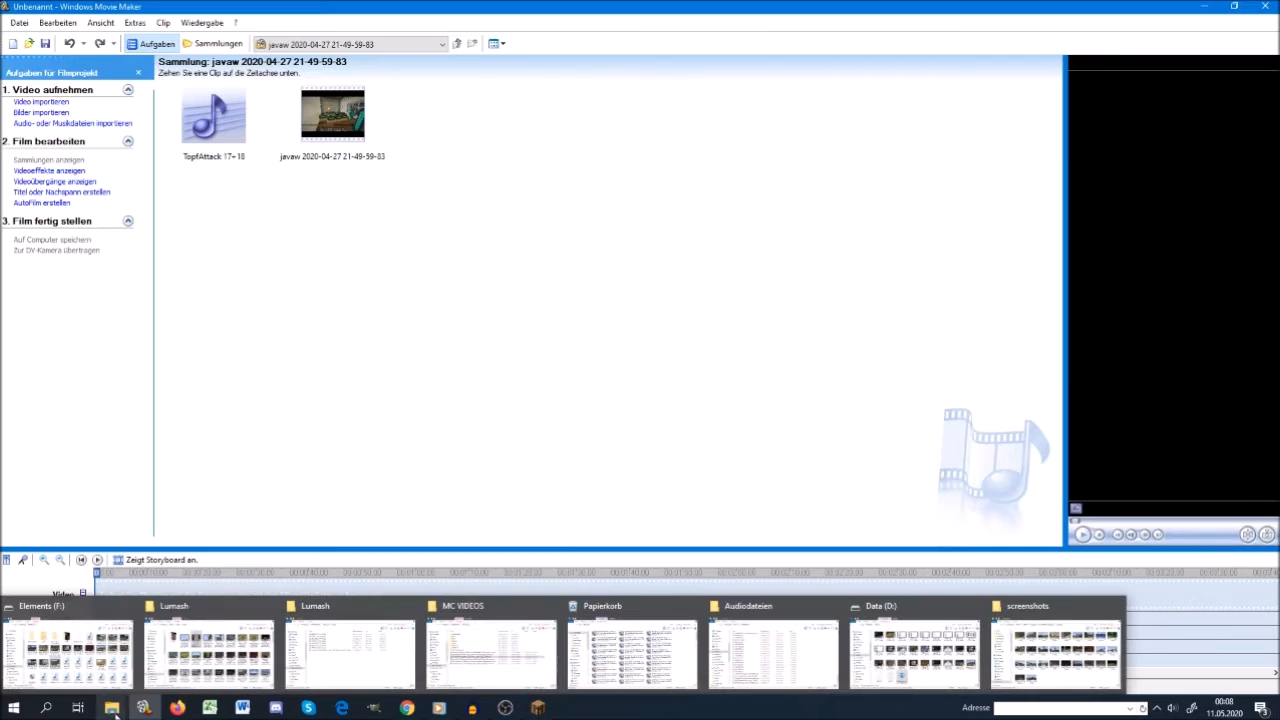 Unbenannt - Windows Movie Maker
Datei Bearbeiten Ansicht Extras Clip Wiedergabe ?
Aufgaben Sammlungen javaw 2020-04-27 21-49-59-83
Aufgaben für Filmprojekt
1. Video aufnehmen
Video importieren
Bilder importieren
Audio- oder Musikdateien importieren
2. Film bearbeiten
Sammlungen anzeigen
Videoeffekte anzeigen
Videoübergänge anzeigen
Titel oder Nachspann erstellen
AutoFilm erstellen
3. Film fertig stellen
Auf Computer speichern
Zur DV-Kamera übertragen
Sammlung: javaw 2020-04-27 21-49-59-83
Ziehen Sie eine Clip auf die Zeitachse unten.
TopfAttack 17+18
javaw 2020-04-27 21-49-59-83
Zeigt Storyboard an.
Video
Elements (F:) Lumash Lumash MC VIDEOS Papierkorb Audiodateien Data (D:) screenshots
Adresse
00:08
11.05.2020